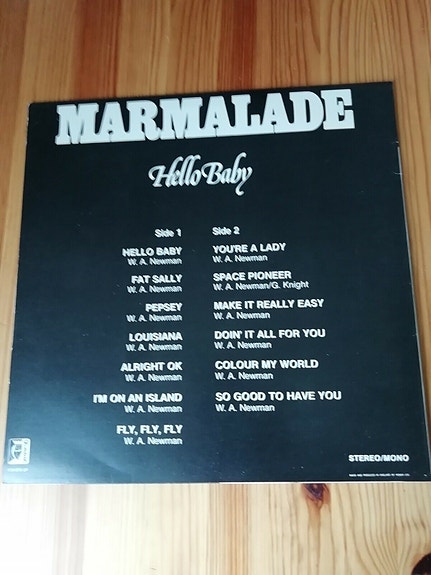 MARMALADE
Hello Baby
Side 1
HELLO BABY
W. A. Newman
FAT SALLY
W. A. Newman
PEPSEY
W. A. Newman
LOUISIANA
W. A. Newman
ALRIGHT OK
W. A. Newman
I'M ON AN ISLAND
W. A. Newman
FLY, FLY, FLY
W. A. Newman
Side 2
YOU'RE A LADY
W. A. Newman
SPACE PIONEER
W. A. Newman/G. Knight
MAKE IT REALLY EASY
W. A. Newman
DOIN' IT ALL FOR YOU
W. A. Newman
COLOUR MY WORLD
W. A. Newman
SO GOOD TO HAVE YOU
W. A. Newman
STEREO/MONO